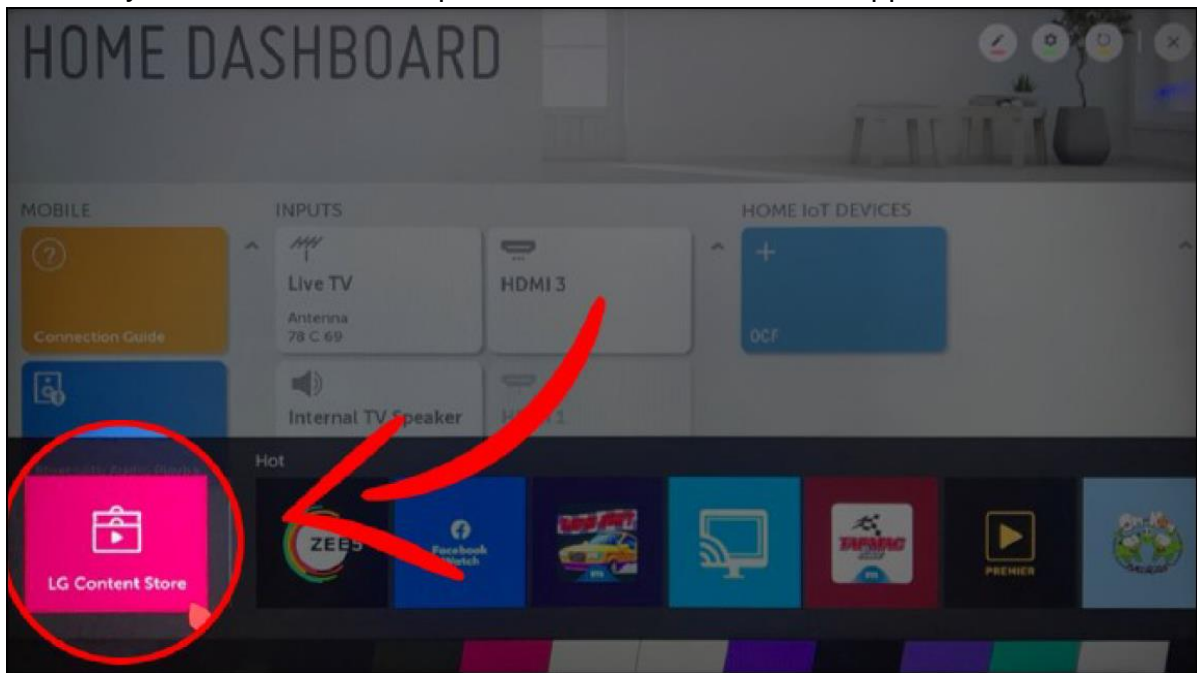 HOME DASHBOARD
MOBILE
INPUTS
HOME IoT DEVICES
?
Connection Guide
Live TV
Antenna
78 C 69
HDMI 3
+
OCF
Internal TV Speaker
Hot
LG Content Store
ZEE5
Facebook
Watch
TAPMAG
PREMIER